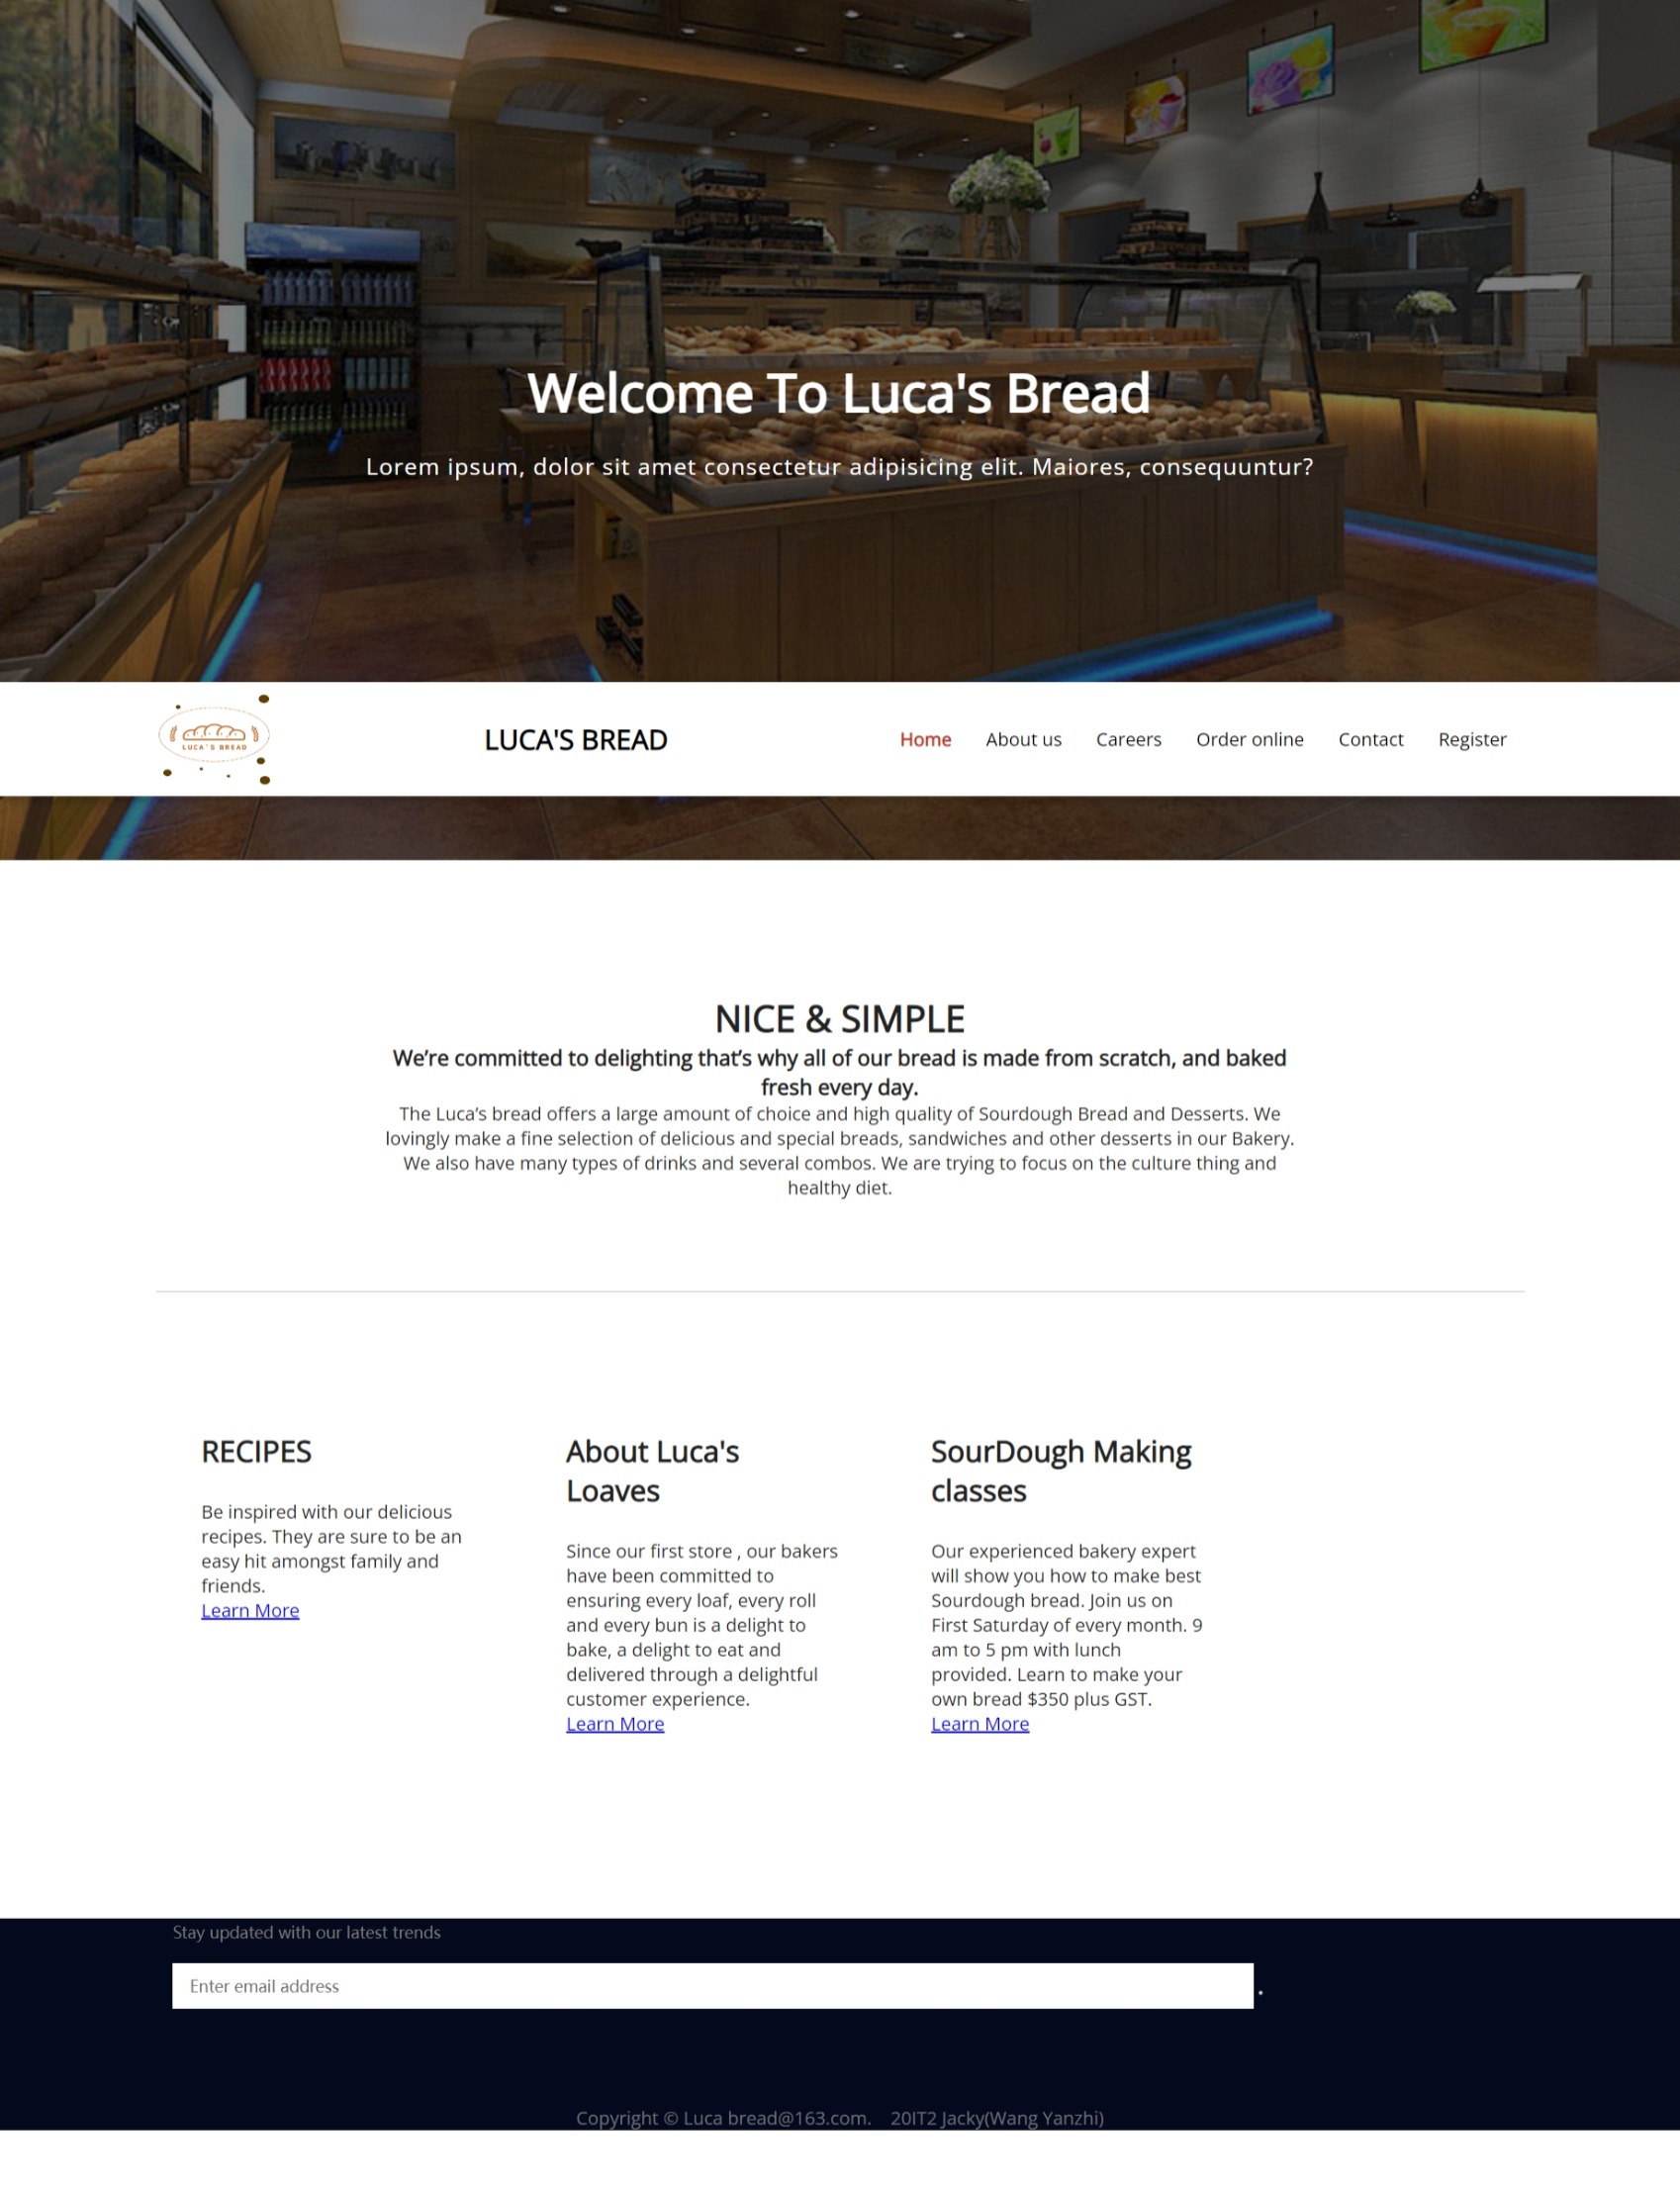 Welcome To Luca's Bread
Lorem ipsum, dolor sit amet consectetur adipisicing elit. Maiores, consequuntur?
LUCA'S BREAD
LUCA'S BREAD
Home
About us
Careers
Order online
Contact
Register
NICE & SIMPLE
We’re committed to delighting that’s why all of our bread is made from scratch, and baked
fresh every day.
The Luca’s bread offers a large amount of choice and high quality of Sourdough Bread and Desserts. We
lovingly make a fine selection of delicious and special breads, sandwiches and other desserts in our Bakery.
We also have many types of drinks and several combos. We are trying to focus on the culture thing and
healthy diet.
RECIPES
Be inspired with our delicious
recipes. They are sure to be an
easy hit amongst family and
friends.
Learn More
About Luca's
Loaves
Since our first store , our bakers
have been committed to
ensuring every loaf, every roll
and every bun is a delight to
bake, a delight to eat and
delivered through a delightful
customer experience.
Learn More
SourDough Making
classes
Our experienced bakery expert
will show you how to make best
Sourdough bread. Join us on
First Saturday of every month. 9
am to 5 pm with lunch
provided. Learn to make your
own bread $350 plus GST.
Learn More
Stay updated with our latest trends
Enter email address
.
Copyright © Luca bread@163.com. 20IT2 Jacky(Wang Yanzhi)